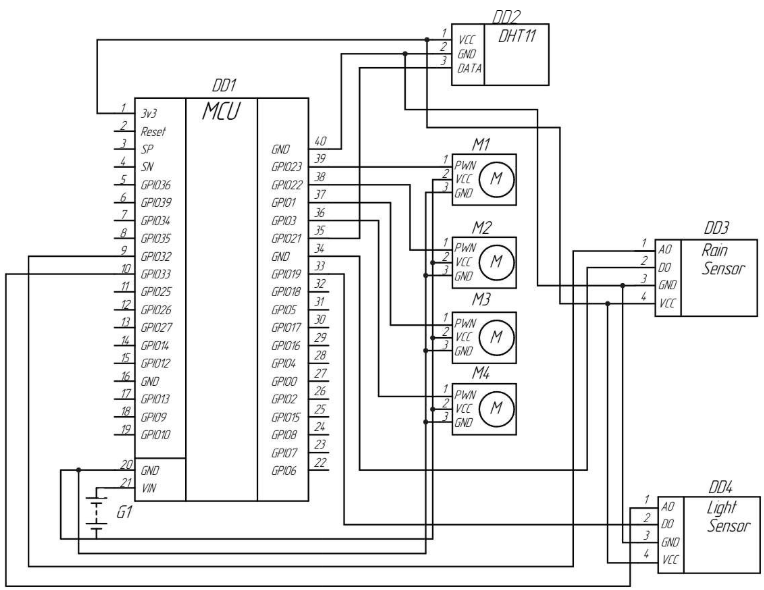 DD2
1 VCC DHT11
2 GND
3 DATA
DD1
MCU
1 3v3
2 Reset
3 SP
4 SN
5 GPIO36
6 GPIO39
7 GPIO34
8 GPIO35
9 GPIO32
10 GPIO33
11 GPIO25
12 GPIO26
13 GPIO27
14 GPIO14
15 GPIO12
16 GND
17 GPIO13
18 GPIO9
19 GPIO10
20 GND
21 VIN
G1
GND 40
GPIO23 39
GPIO22 38
GPIO1 37
GPIO3 36
GPIO21 35
GND 34
GPIO19 33
GPIO18 32
GPIO5 31
GPIO17 30
GPIO16 29
GPIO4 28
GPIO0 27
GPIO2 26
GPIO15 25
GPIO8 24
GPIO7 23
GPIO6 22
M1
1 PWN
2 VCC M
3 GND
M2
1 PWN
2 VCC M
3 GND
M3
1 PWN
2 VCC M
3 GND
M4
1 PWN
2 VCC M
3 GND
DD3
1 AO Rain
2 DO Sensor
3 GND
4 VCC
DD4
1 AO Light
2 DO Sensor
3 GND
4 VCC